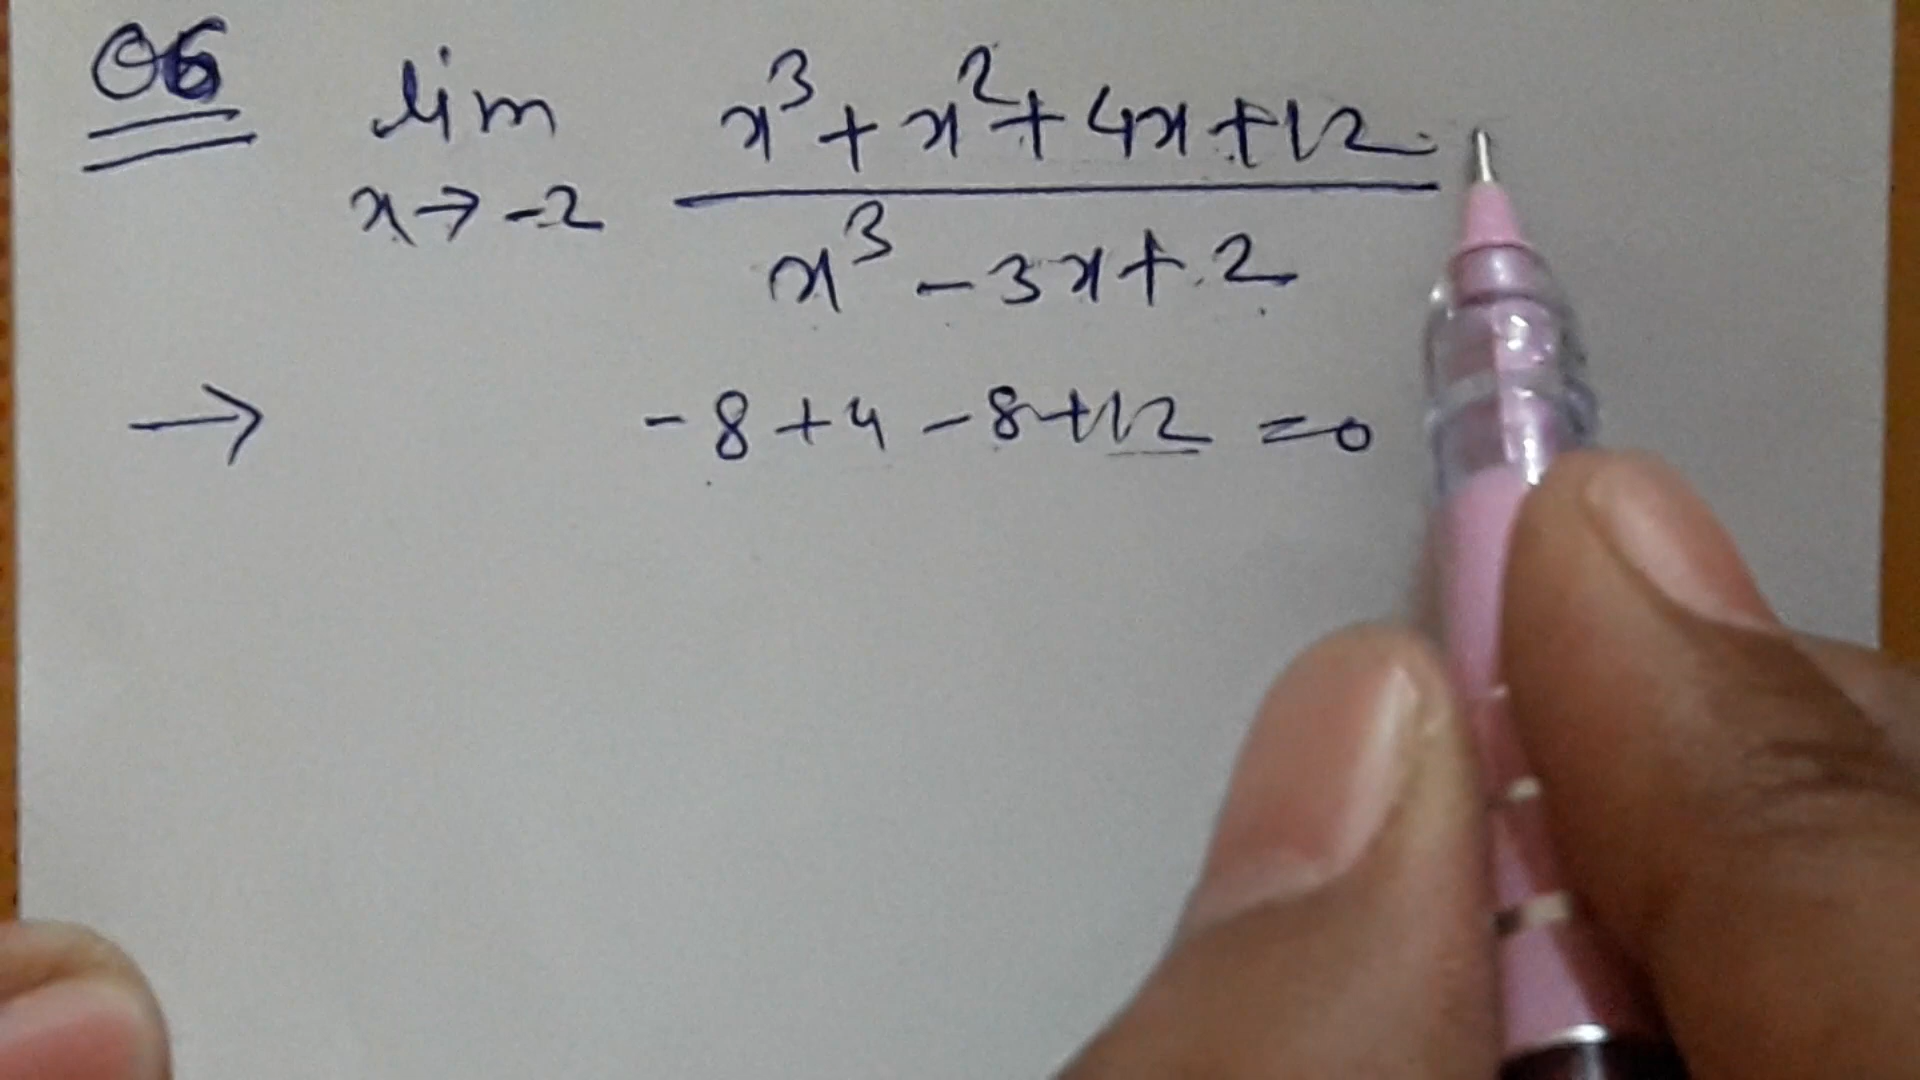 Q6 lim x³ + x² + 4x + 12
x → -2 x³ - 3x + 2
→ -8 + 4 - 8 + 12 = 0